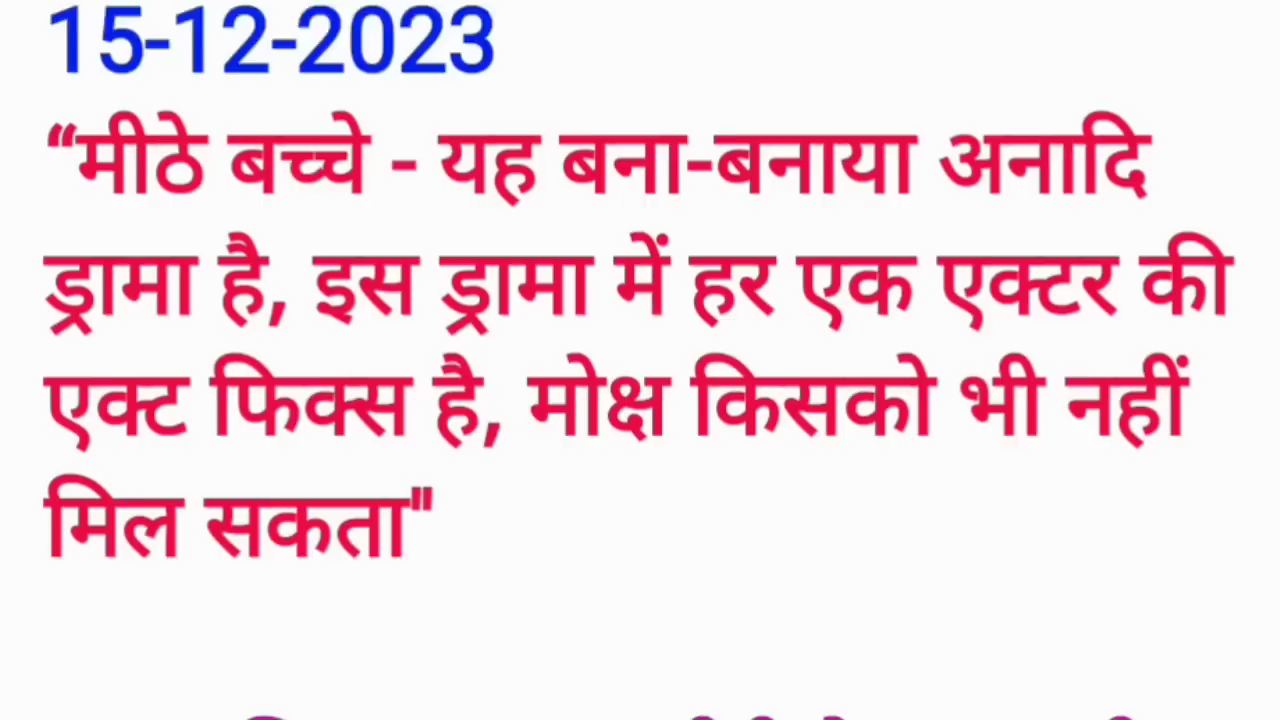 15-12-2023
“मीठे बच्चे - यह बना-बनाया अनादि
ड्रामा है, इस ड्रामा में हर एक एक्टर की
एक्ट फिक्स है, मोक्ष किसको भी नहीं
मिल सकता"